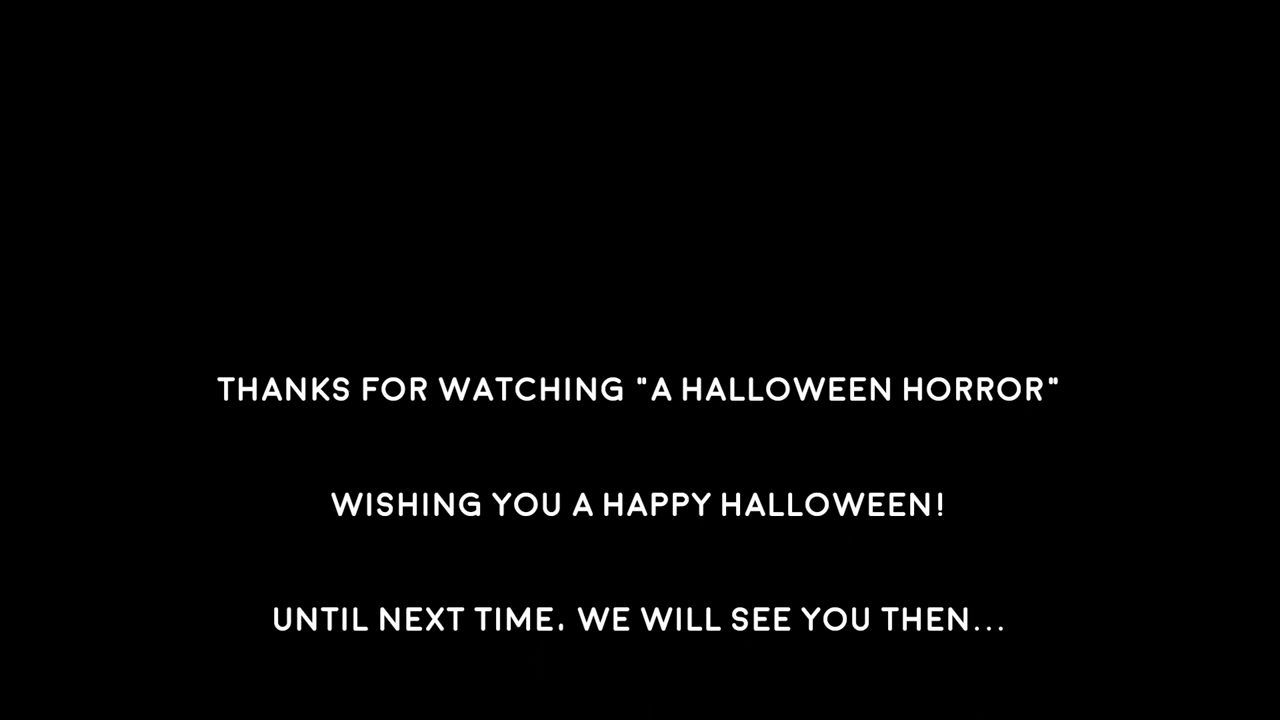 THANKS FOR WATCHING "A HALLOWEEN HORROR"
WISHING YOU A HAPPY HALLOWEEN!
UNTIL NEXT TIME. WE WILL SEE YOU THEN...